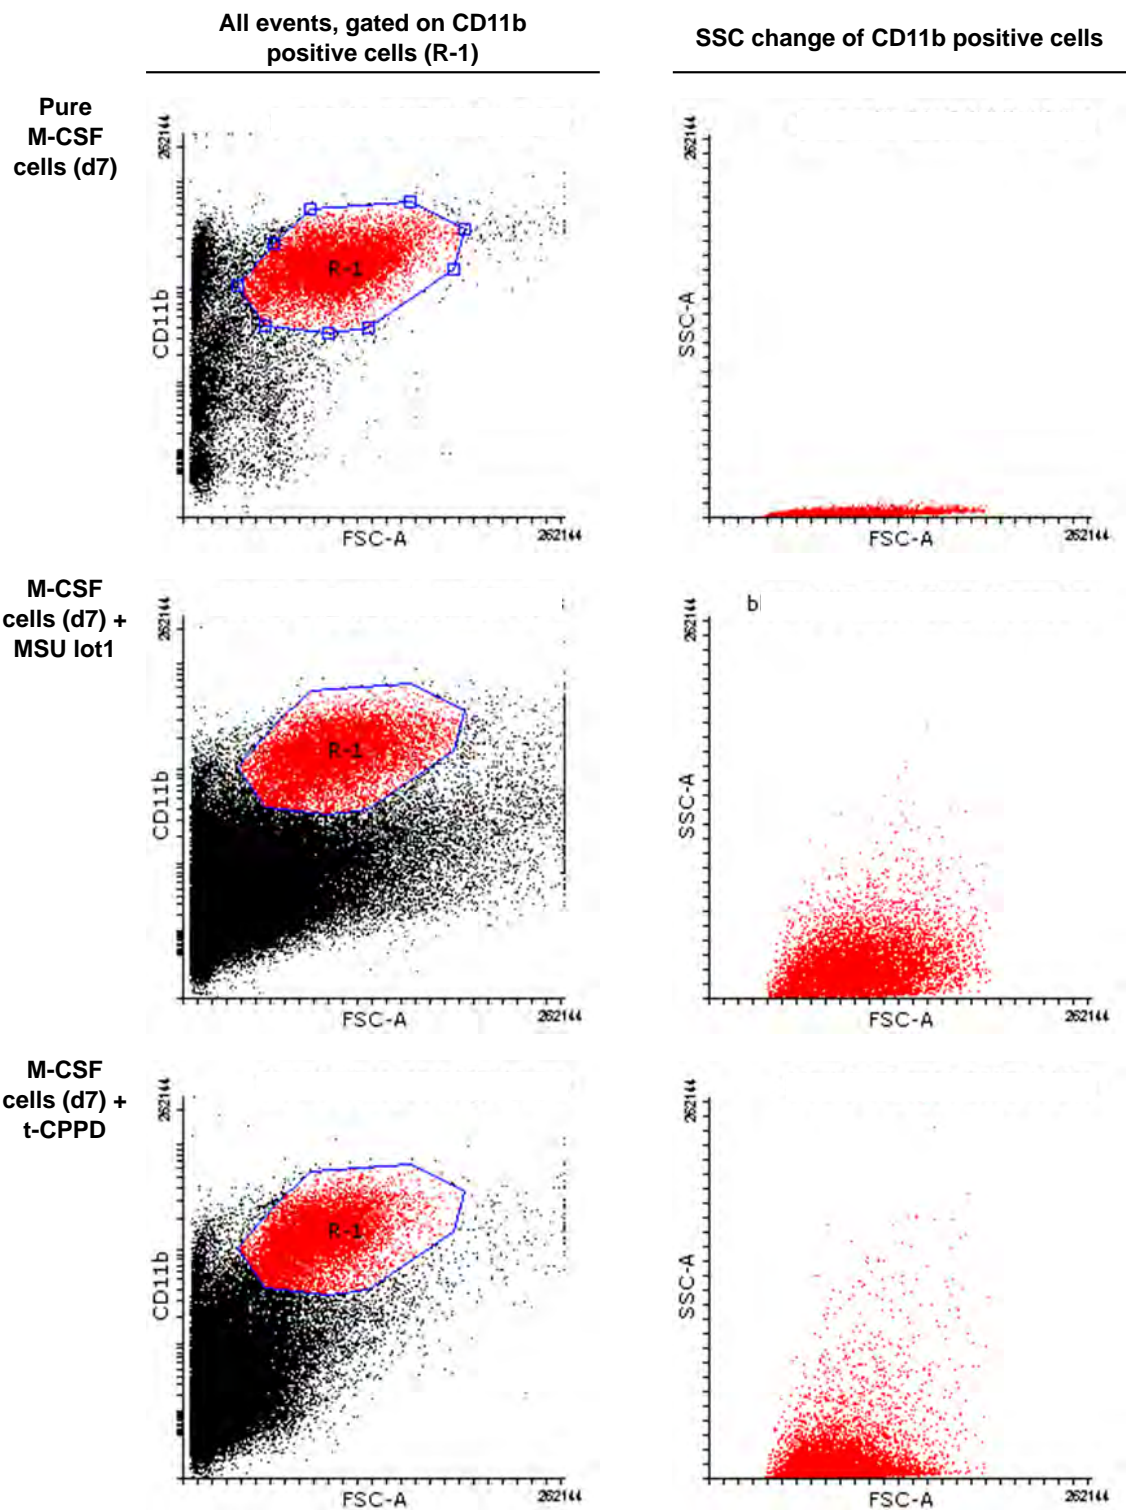 All events, gated on CD11b
positive cells (R-1)
SSC change of CD11b positive cells
Pure
M-CSF
cells (d7)
262144
CD11b
R-1
FSC-A
262144
262144
SSC-A
FSC-A
262144
M-CSF
cells (d7) +
MSU lot1
262144
CD11b
R-1
FSC-A
262144
b
262144
SSC-A
FSC-A
262144
M-CSF
cells (d7) +
t-CPPD
262144
CD11b
R-1
FSC-A
262144
262144
SSC-A
FSC-A
262144